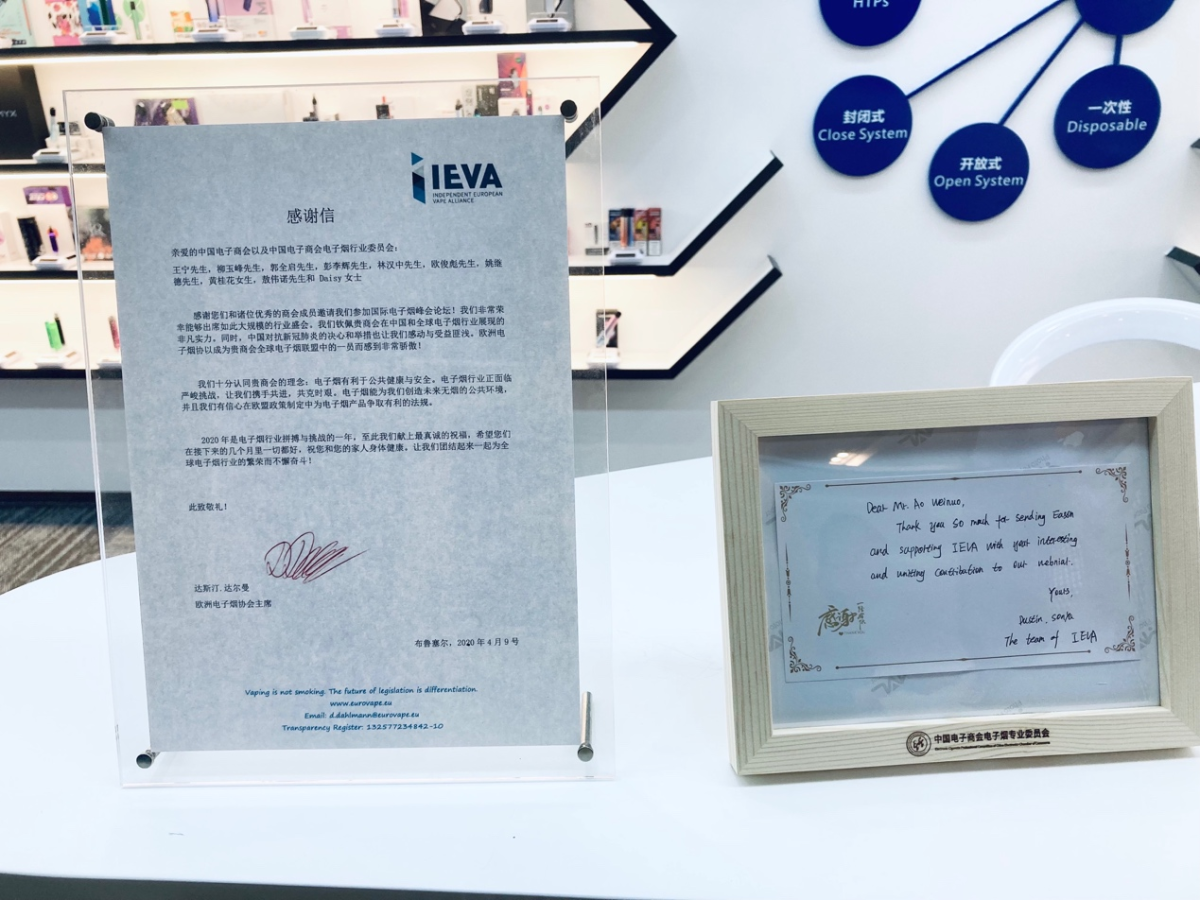 IEVA
INDEPENDENT EUROPEAN
VAPE ALLIANCE
感谢信
亲爱的中国电子商会以及中国电子商会电子烟行业委员会:
王宁先生，柳玉峰先生，郭全启先生，彭李辉先生，林汉中先生，欧俊彪先生，姚继
德先生，黄桂花女生，敖伟诺先生和 Daisy 女士
感谢您们和诸位优秀的商会成员邀请我们参加国际电子烟峰会论坛！我们非常荣
幸能够出席如此大规模的行业盛会。我们钦佩贵商会在中国和全球电子烟行业展现的
非凡实力。同时，中国对抗新冠肺炎的决心和举措也让我们感动与受益匪浅。欧洲电
子烟协以成为贵商会全球电子烟联盟中的一员而感到非常骄傲！
我们十分认同贵商会的理念：电子烟有利于公共健康与安全。电子烟行业正面临
严峻挑战，让我们携手共进，共克时艰。电子烟能为我们创造未来无烟的公共环境，
并且我们有信心在欧盟政策制定中为电子烟产品争取有利的法规。
2020 年是电子烟行业拼搏与挑战的一年，至此我们献上最真诚的祝福，希望您们
在接下来的几个月里一切都好，祝您和您的家人身体健康。让我们团结起来一起为全
球电子烟行业的繁荣而不懈奋斗！
此致敬礼！
达斯汀.达尔曼
欧洲电子烟协会主席
布鲁塞尔，2020 年 4 月 9 号
Vaping is not smoking. The future of legislation is differentiation.
www.eurovape.eu
Email: d.dahlmann@eurovape.eu
Transparency Register: 132577234842-10
HTPs
封闭式
Close System
开放式
Open System
一次性
Disposable
Dear Mr. Ao Weinuo,
Thank you so much for sending Eason
and supporting IEVA with your interesting
and uniting contribution to our webniat.
Yours,
Dustin,
The team of IEVA
感谢
中国电子商会电子烟专业委员会